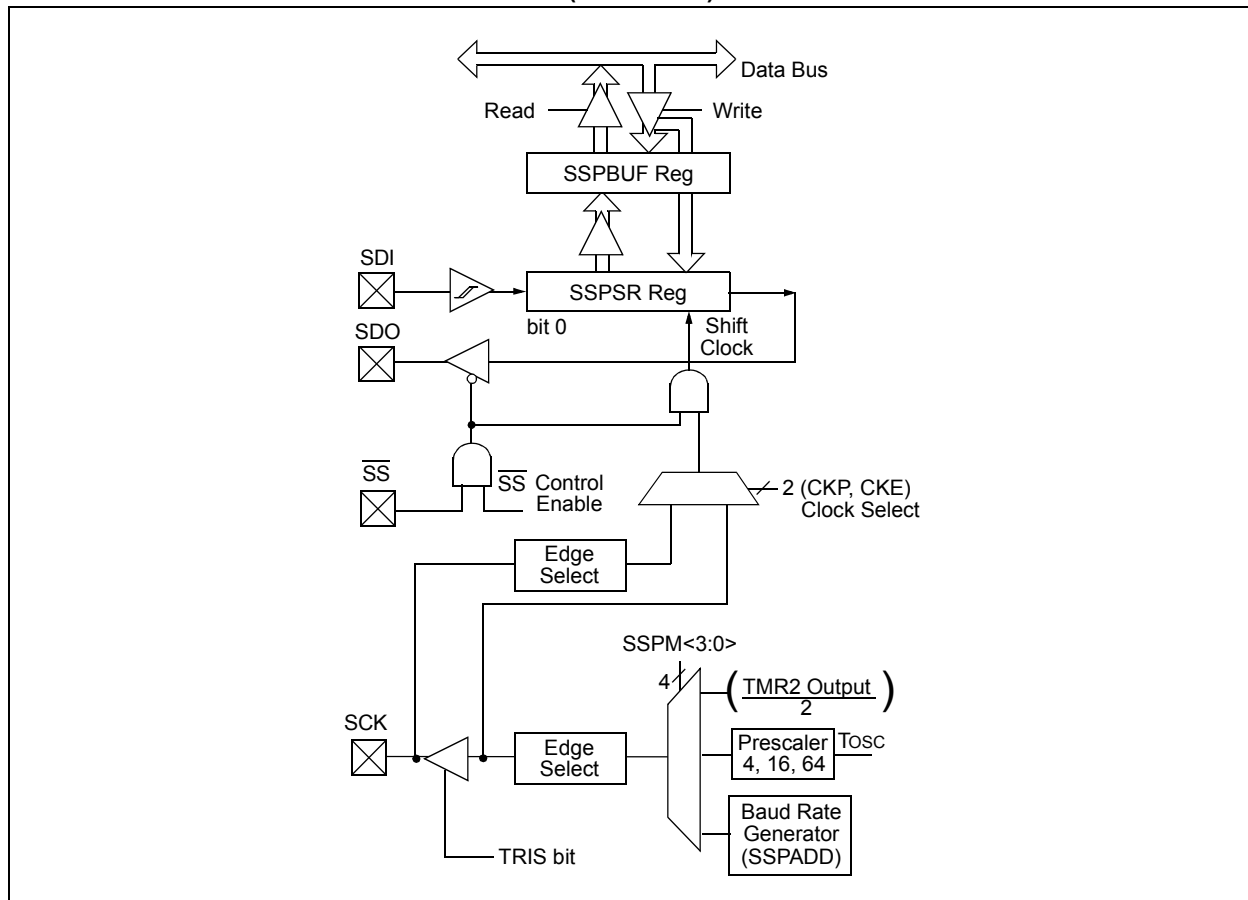 Data Bus
Read
Write
SSPBUF Reg
SDI
SSPSR Reg
bit 0
Shift
Clock
SDO
SS
SS Control
Enable
2 (CKP, CKE)
Clock Select
Edge
Select
SSPM<3:0>
4
(TMR2 Output)
2
SCK
Edge
Select
Prescaler
4, 16, 64
TOSC
Baud Rate
Generator
(SSPADD)
TRIS bit